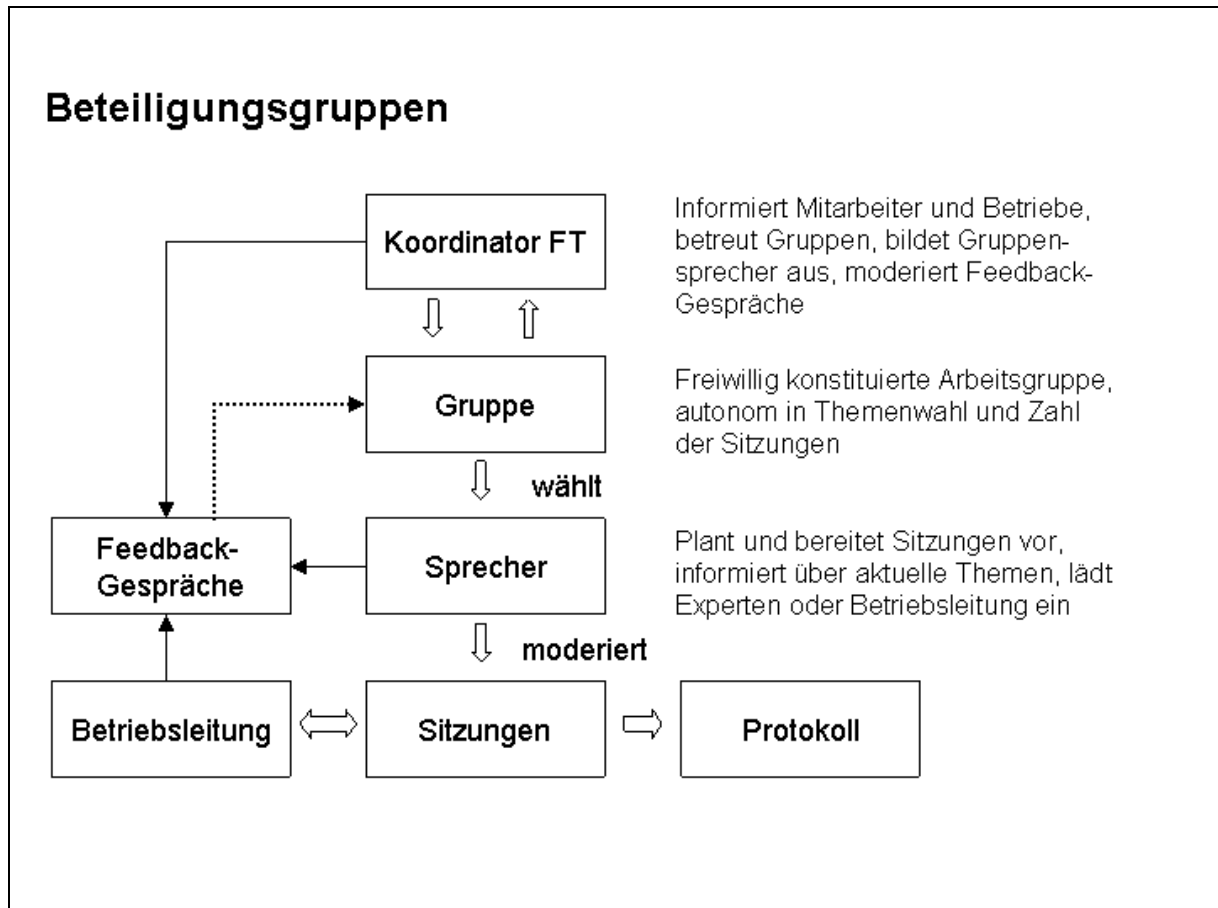 Beteiligungsgruppen
Koordinator FT
Informiert Mitarbeiter und Betriebe,
betreut Gruppen, bildet Gruppen-
sprecher aus, moderiert Feedback-
Gespräche
Gruppe
Freiwillig konstituierte Arbeitsgruppe,
autonom in Themenwahl und Zahl
der Sitzungen
wählt
Feedback-
Gespräche
Sprecher
Plant und bereitet Sitzungen vor,
informiert über aktuelle Themen, lädt
Experten oder Betriebsleitung ein
moderiert
Betriebsleitung
Sitzungen
Protokoll